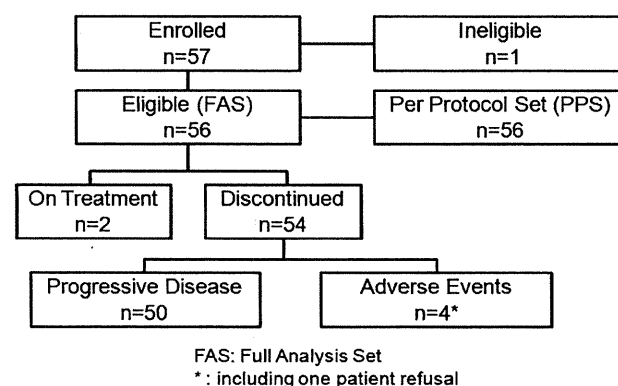 Enrolled
n=57
Ineligible
n=1
Eligible (FAS)
n=56
Per Protocol Set (PPS)
n=56
On Treatment
n=2
Discontinued
n=54
Progressive Disease
n=50
Adverse Events
n=4*
FAS: Full Analysis Set
* : including one patient refusal